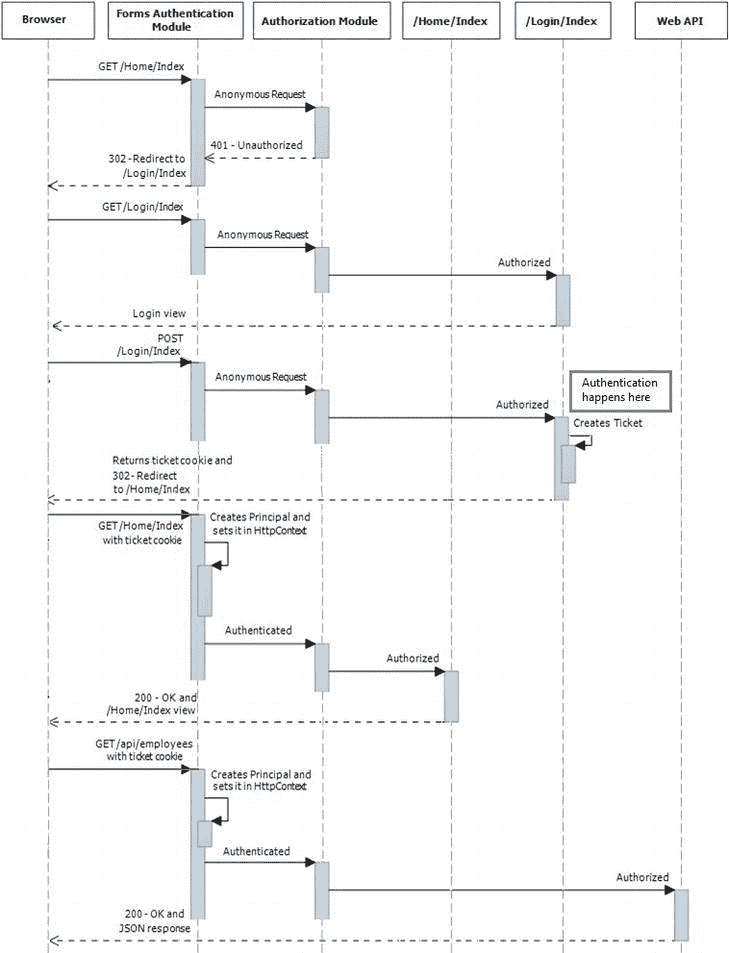 Browser
Forms Authentication
Module
Authorization Module
/Home/Index
/Login/Index
Web API
GET /Home/Index
Anonymous Request
401 - Unauthorized
302 - Redirect to
/Login/Index
GET /Login/Index
Anonymous Request
Authorized
Login view
POST
/Login/Index
Anonymous Request
Authorized
Authentication
happens here
Creates Ticket
Returns ticket cookie and
302- Redirect
to /Home/Index
GET /Home/Index
with ticket cookie
Creates Principal and
sets it in HttpContext
Authenticated
Authorized
200 - OK and
/Home/Index view
GET /api/employees
with ticket cookie
Creates Principal and
sets it in HttpContext
Authenticated
Authorized
200 - OK and
JSON response